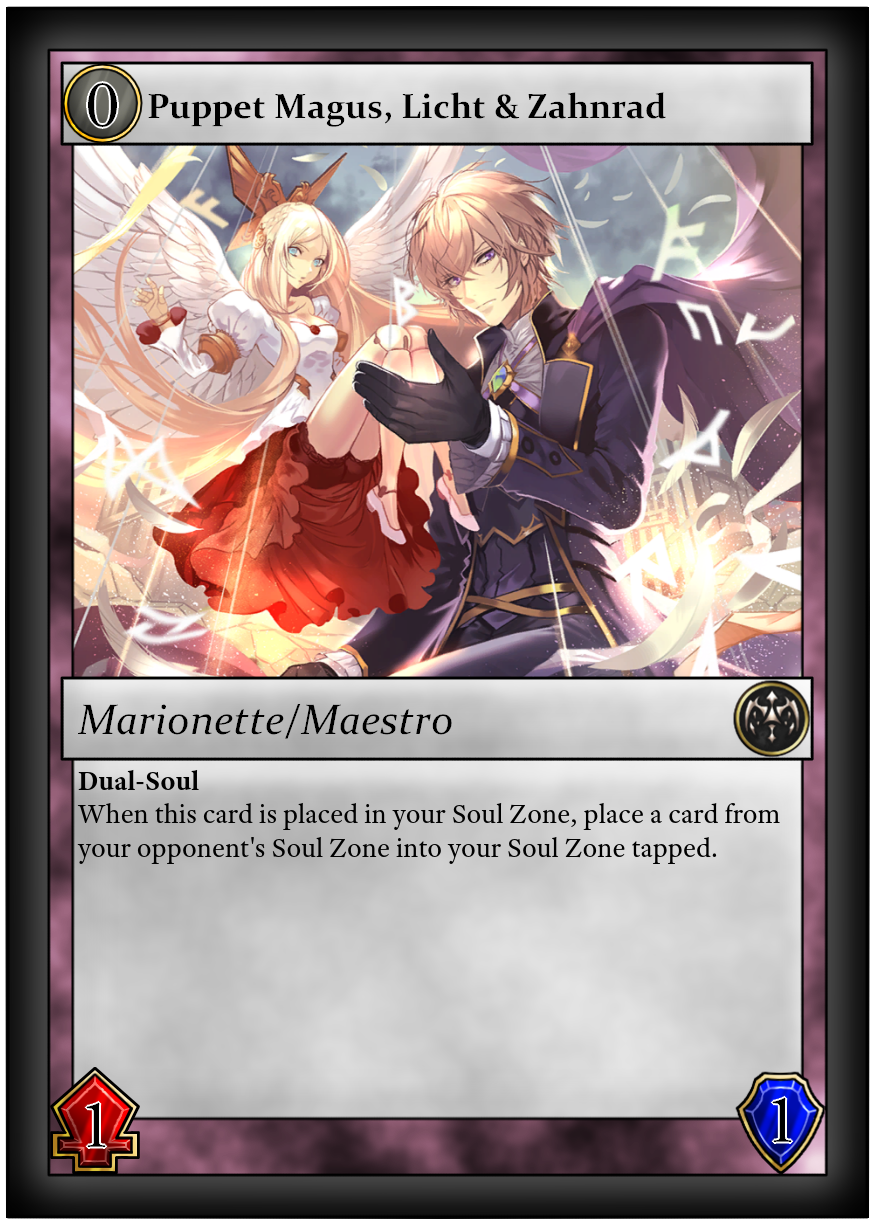 0
Puppet Magus, Licht & Zahnrad
Marionette/Maestro
Dual-Soul
When this card is placed in your Soul Zone, place a card from
your opponent's Soul Zone into your Soul Zone tapped.
1
1